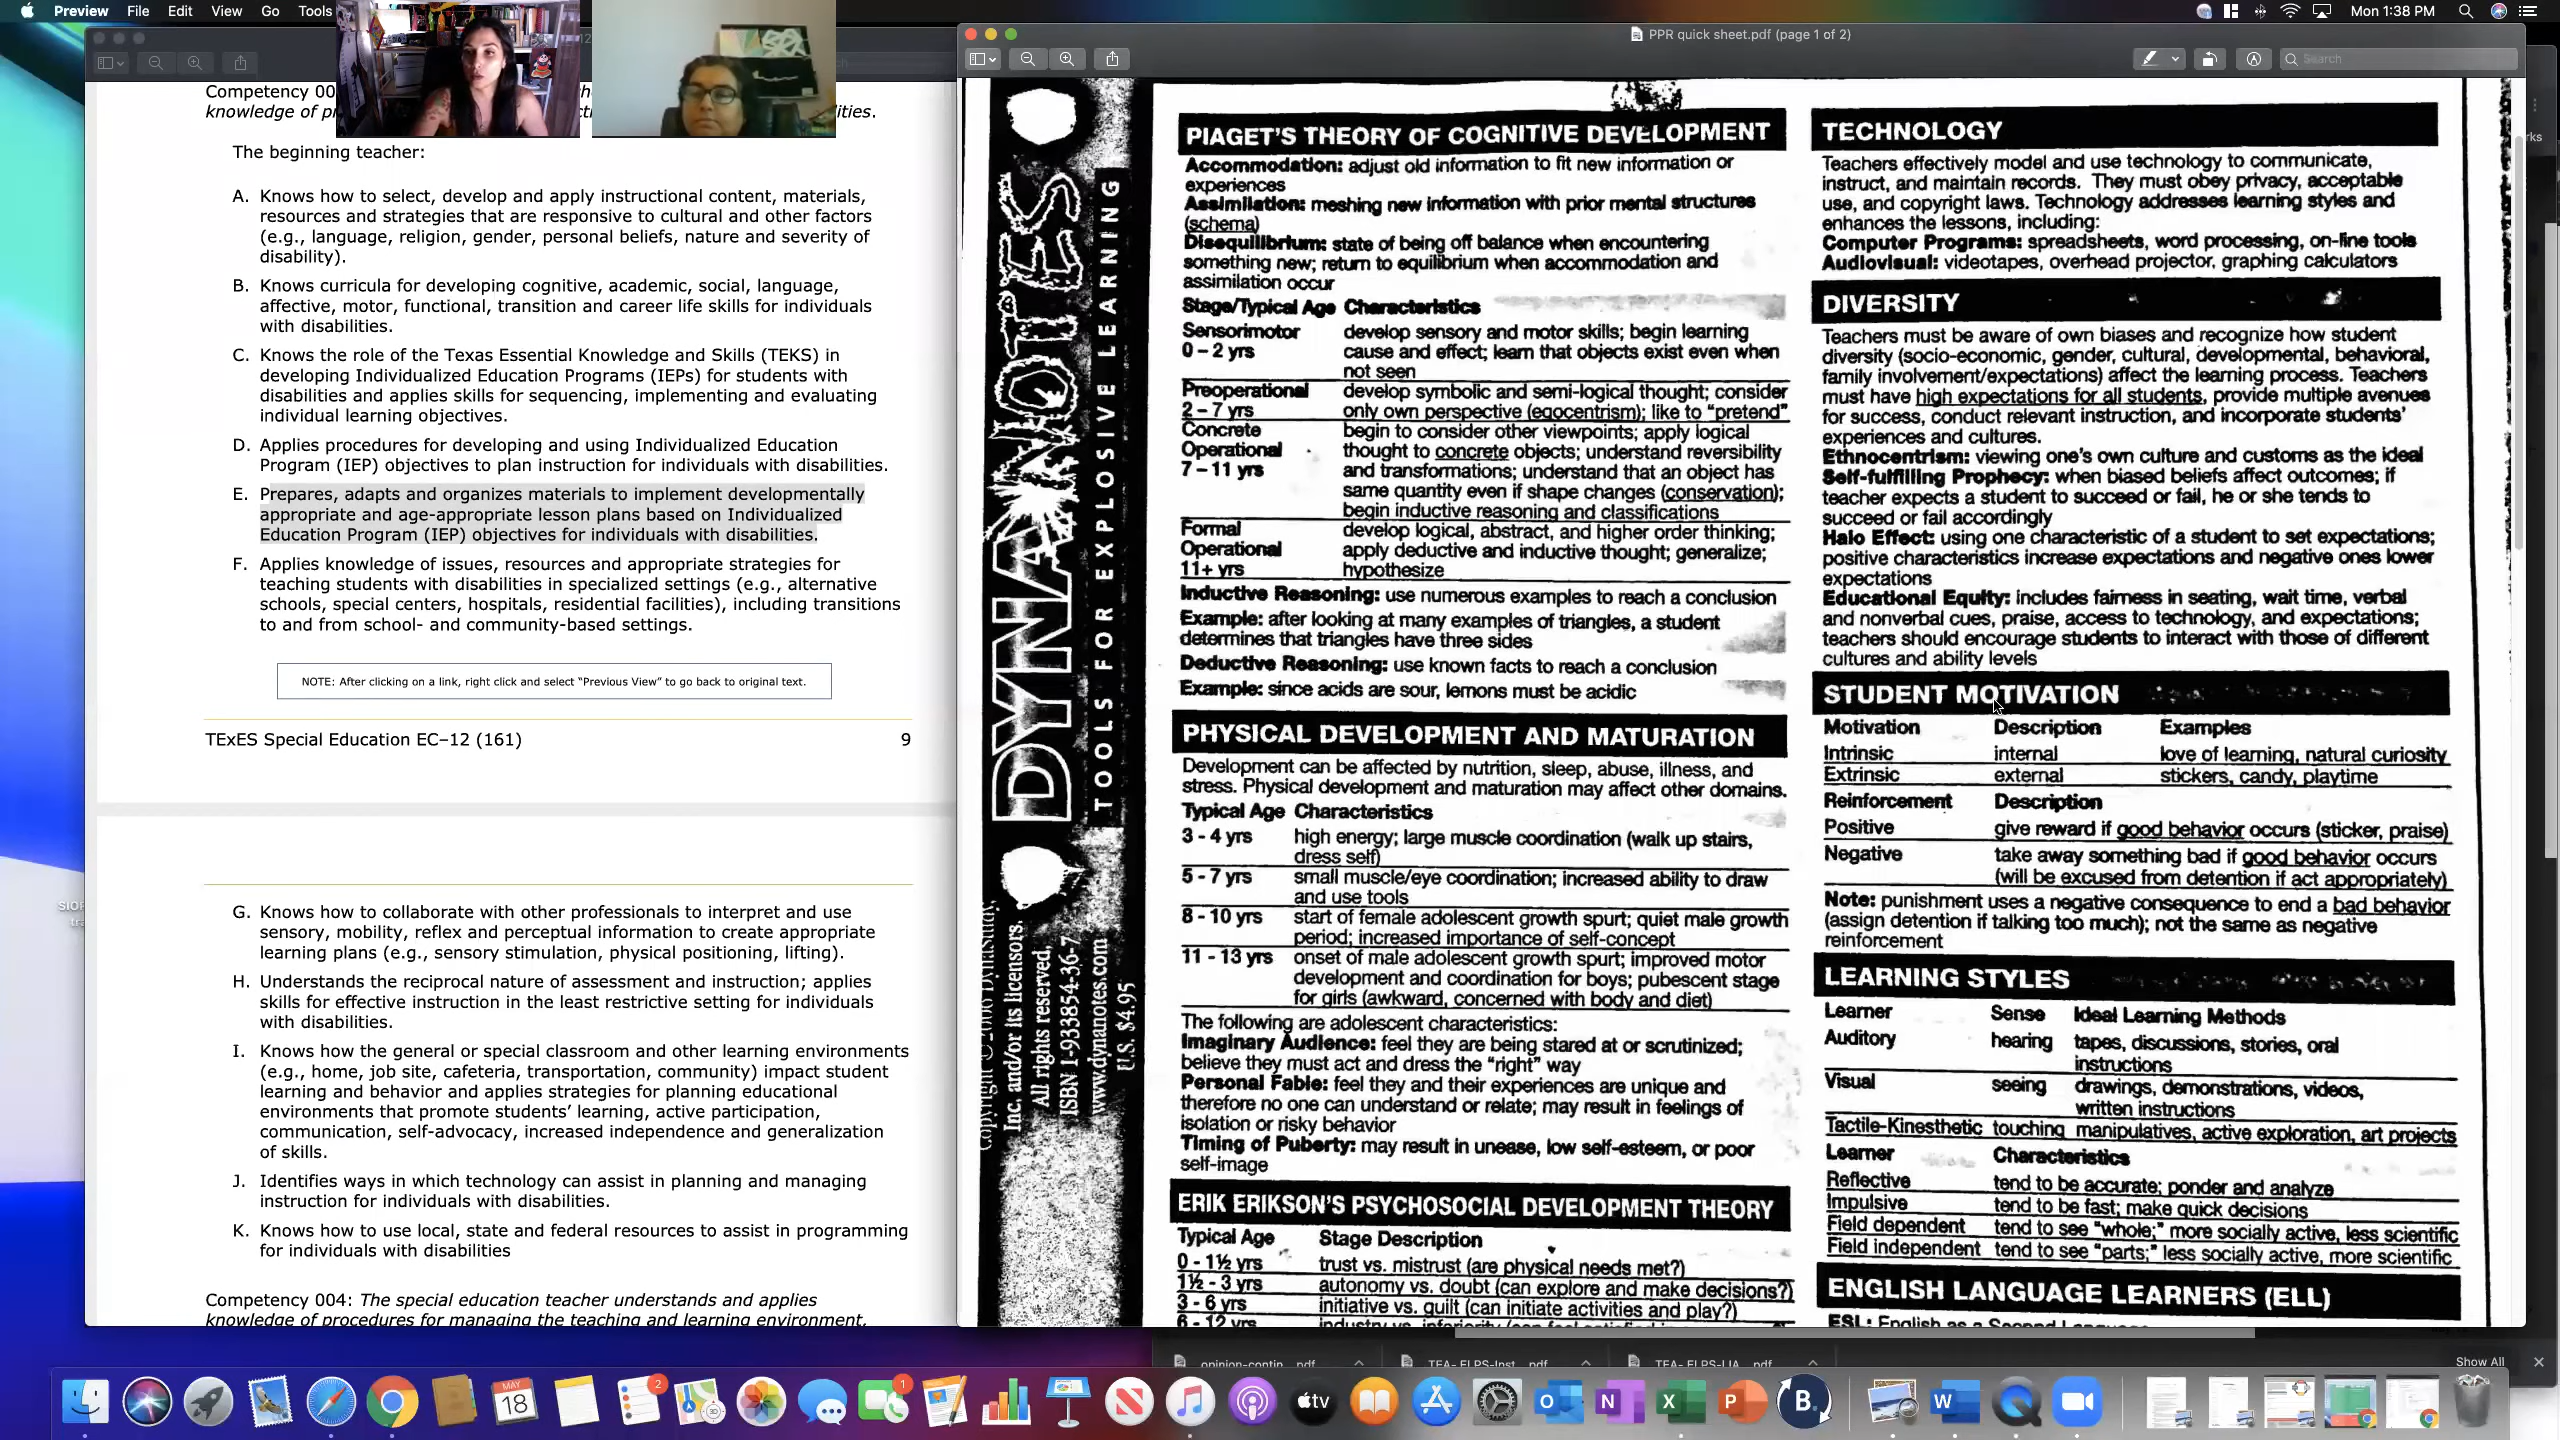 Preview File Edit View Go Tools
Mon 1:38 PM
Competency 00
knowledge of pr
ities.
The beginning teacher:
A. Knows how to select, develop and apply instructional content, materials,
resources and strategies that are responsive to cultural and other factors
(e.g., language, religion, gender, personal beliefs, nature and severity of
disability).
B. Knows curricula for developing cognitive, academic, social, language,
affective, motor, functional, transition and career life skills for individuals
with disabilities.
C. Knows the role of the Texas Essential Knowledge and Skills (TEKS) in
developing Individualized Education Programs (IEPs) for students with
disabilities and applies skills for sequencing, implementing and evaluating
individual learning objectives.
D. Applies procedures for developing and using Individualized Education
Program (IEP) objectives to plan instruction for individuals with disabilities.
E. Prepares, adapts and organizes materials to implement developmentally
appropriate and age-appropriate lesson plans based on Individualized
Education Program (IEP) objectives for individuals with disabilities.
F. Applies knowledge of issues, resources and appropriate strategies for
teaching students with disabilities in specialized settings (e.g., alternative
schools, special centers, hospitals, residential facilities), including transitions
to and from school- and community-based settings.
NOTE: After clicking on a link, right click and select “Previous View” to go back to original text.
TExES Special Education EC–12 (161) 9
G. Knows how to collaborate with other professionals to interpret and use
sensory, mobility, reflex and perceptual information to create appropriate
learning plans (e.g., sensory stimulation, physical positioning, lifting).
H. Understands the reciprocal nature of assessment and instruction; applies
skills for effective instruction in the least restrictive setting for individuals
with disabilities.
I. Knows how the general or special classroom and other learning environments
(e.g., home, job site, cafeteria, transportation, community) impact student
learning and behavior and applies strategies for planning educational
environments that promote students’ learning, active participation,
communication, self-advocacy, increased independence and generalization
of skills.
J. Identifies ways in which technology can assist in planning and managing
instruction for individuals with disabilities.
K. Knows how to use local, state and federal resources to assist in programming
for individuals with disabilities
Competency 004: The special education teacher understands and applies
knowledge of procedures for managing the teaching and learning environment,
PPR quick sheet.pdf (page 1 of 2)
Search
DYNANOTES
TOOLS FOR EXPLOSIVE LEARNING
Inc. and/or its licensors.
All rights reserved.
ISBN 1-933854-36-7
www.dynanotes.com
U.S. $4.95
PIAGET'S THEORY OF COGNITIVE DEVELOPMENT
Accommodation: adjust old information to fit new information or
experiences
Assimilation: meshing new information with prior mental structures
(schema)
Disequilibrium: state of being off balance when encountering
something new; return to equilibrium when accommodation and
assimilation occur
Stage/Typical Age Characteristics
Sensorimotor develop sensory and motor skills; begin learning
0 – 2 yrs cause and effect; learn that objects exist even when
not seen
Preoperational develop symbolic and semi-logical thought; consider
2 – 7 yrs only own perspective (egocentrism); like to "pretend"
Concrete begin to consider other viewpoints; apply logical
Operational thought to concrete objects; understand reversibility
7 – 11 yrs and transformations; understand that an object has
same quantity even if shape changes (conservation);
begin inductive reasoning and classifications
Formal develop logical, abstract, and higher order thinking;
Operational apply deductive and inductive thought; generalize;
11+ yrs hypothesize
Inductive Reasoning: use numerous examples to reach a conclusion
Example: after looking at many examples of triangles, a student
determines that triangles have three sides
Deductive Reasoning: use known facts to reach a conclusion
Example: since acids are sour, lemons must be acidic
PHYSICAL DEVELOPMENT AND MATURATION
Development can be affected by nutrition, sleep, abuse, illness, and
stress. Physical development and maturation may affect other domains.
Typical Age Characteristics
3 - 4 yrs high energy; large muscle coordination (walk up stairs,
dress self)
5 - 7 yrs small muscle/eye coordination; increased ability to draw
and use tools
8 - 10 yrs start of female adolescent growth spurt; quiet male growth
period; increased importance of self-concept
11 - 13 yrs onset of male adolescent growth spurt; improved motor
development and coordination for boys; pubescent stage
for girls (awkward, concerned with body and diet)
The following are adolescent characteristics:
Imaginary Audience: feel they are being stared at or scrutinized;
believe they must act and dress the "right" way
Personal Fable: feel they and their experiences are unique and
therefore no one can understand or relate; may result in feelings of
isolation or risky behavior
Timing of Puberty: may result in unease, low self-esteem, or poor
self-image
ERIK ERIKSON'S PSYCHOSOCIAL DEVELOPMENT THEORY
Typical Age Stage Description
0 - 1½ yrs trust vs. mistrust (are physical needs met?)
1½ - 3 yrs autonomy vs. doubt (can explore and make decisions?)
3 - 6 yrs initiative vs. guilt (can initiate activities and play?)
6 - 12 yrs industry vs. inferiority
TECHNOLOGY
Teachers effectively model and use technology to communicate,
instruct, and maintain records. They must obey privacy, acceptable
use, and copyright laws. Technology addresses learning styles and
enhances the lessons, including:
Computer Programs: spreadsheets, word processing, on-line tools
Audiovisual: videotapes, overhead projector, graphing calculators
DIVERSITY
Teachers must be aware of own biases and recognize how student
diversity (socio-economic, gender, cultural, developmental, behavioral,
family involvement/expectations) affect the learning process. Teachers
must have high expectations for all students, provide multiple avenues
for success, conduct relevant instruction, and incorporate students'
experiences and cultures.
Ethnocentrism: viewing one's own culture and customs as the ideal
Self-fulfilling Prophecy: when biased beliefs affect outcomes; if
teacher expects a student to succeed or fail, he or she tends to
succeed or fail accordingly
Halo Effect: using one characteristic of a student to set expectations;
positive characteristics increase expectations and negative ones lower
expectations
Educational Equity: includes fairness in seating, wait time, verbal
and nonverbal cues, praise, access to technology, and expectations;
teachers should encourage students to interact with those of different
cultures and ability levels
STUDENT MOTIVATION
Motivation Description Examples
Intrinsic internal love of learning, natural curiosity
Extrinsic external stickers, candy, playtime
Reinforcement Description
Positive give reward if good behavior occurs (sticker, praise)
Negative take away something bad if good behavior occurs
(will be excused from detention if act appropriately)
Note: punishment uses a negative consequence to end a bad behavior
(assign detention if talking too much); not the same as negative
reinforcement
LEARNING STYLES
Learner Sense Ideal Learning Methods
Auditory hearing tapes, discussions, stories, oral
instructions
Visual seeing drawings, demonstrations, videos,
written instructions
Tactile-Kinesthetic touching manipulatives, active exploration, art projects
Learner Characteristics
Reflective tend to be accurate; ponder and analyze
Impulsive tend to be fast; make quick decisions
Field dependent tend to see "whole;" more socially active, less scientific
Field independent tend to see "parts;" less socially active, more scientific
ENGLISH LANGUAGE LEARNERS (ELL)
ESL: English as a Second Language
opinion-contin....pdf TEA- ELPS-Inst....pdf TEA- ELPS-LIA....pdf Show All
MAY 18 2 1 tv